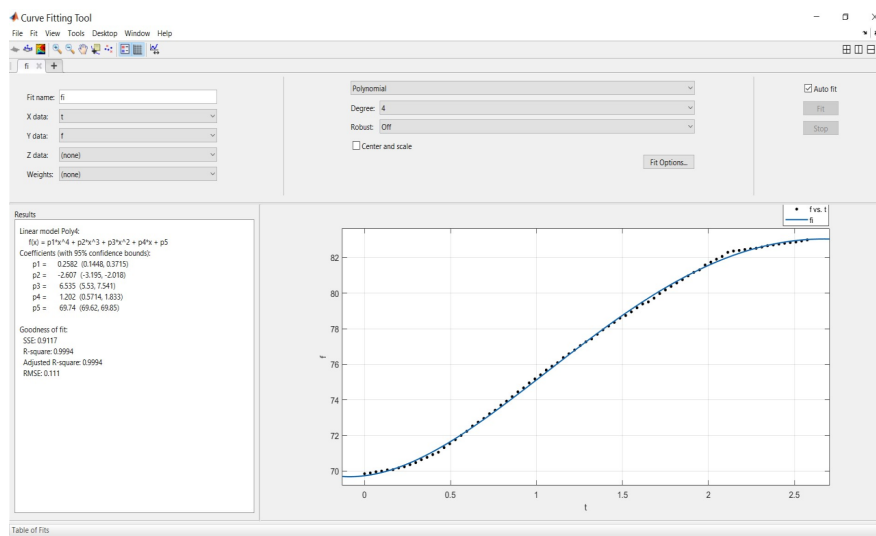 Curve Fitting Tool
File Fit View Tools Desktop Window Help
fi
Fit name: fi
X data: t
Y data: f
Z data: (none)
Weights: (none)
Polynomial
Degree: 4
Robust: Off
Center and scale
Fit Options...
Auto fit
Fit
Stop
Results
Linear model Poly4:
f(x) = p1*x^4 + p2*x^3 + p3*x^2 + p4*x + p5
Coefficients (with 95% confidence bounds):
p1 = 0.2582 (0.1448, 0.3715)
p2 = -2.607 (-3.195, -2.018)
p3 = 6.535 (5.53, 7.541)
p4 = 1.202 (0.5714, 1.833)
p5 = 69.74 (69.62, 69.85)
Goodness of fit:
SSE: 0.9117
R-square: 0.9994
Adjusted R-square: 0.9994
RMSE: 0.111
f vs. t
fi
82
80
78
76
74
72
70
f
0 0.5 1 1.5 2 2.5
t
Table of Fits